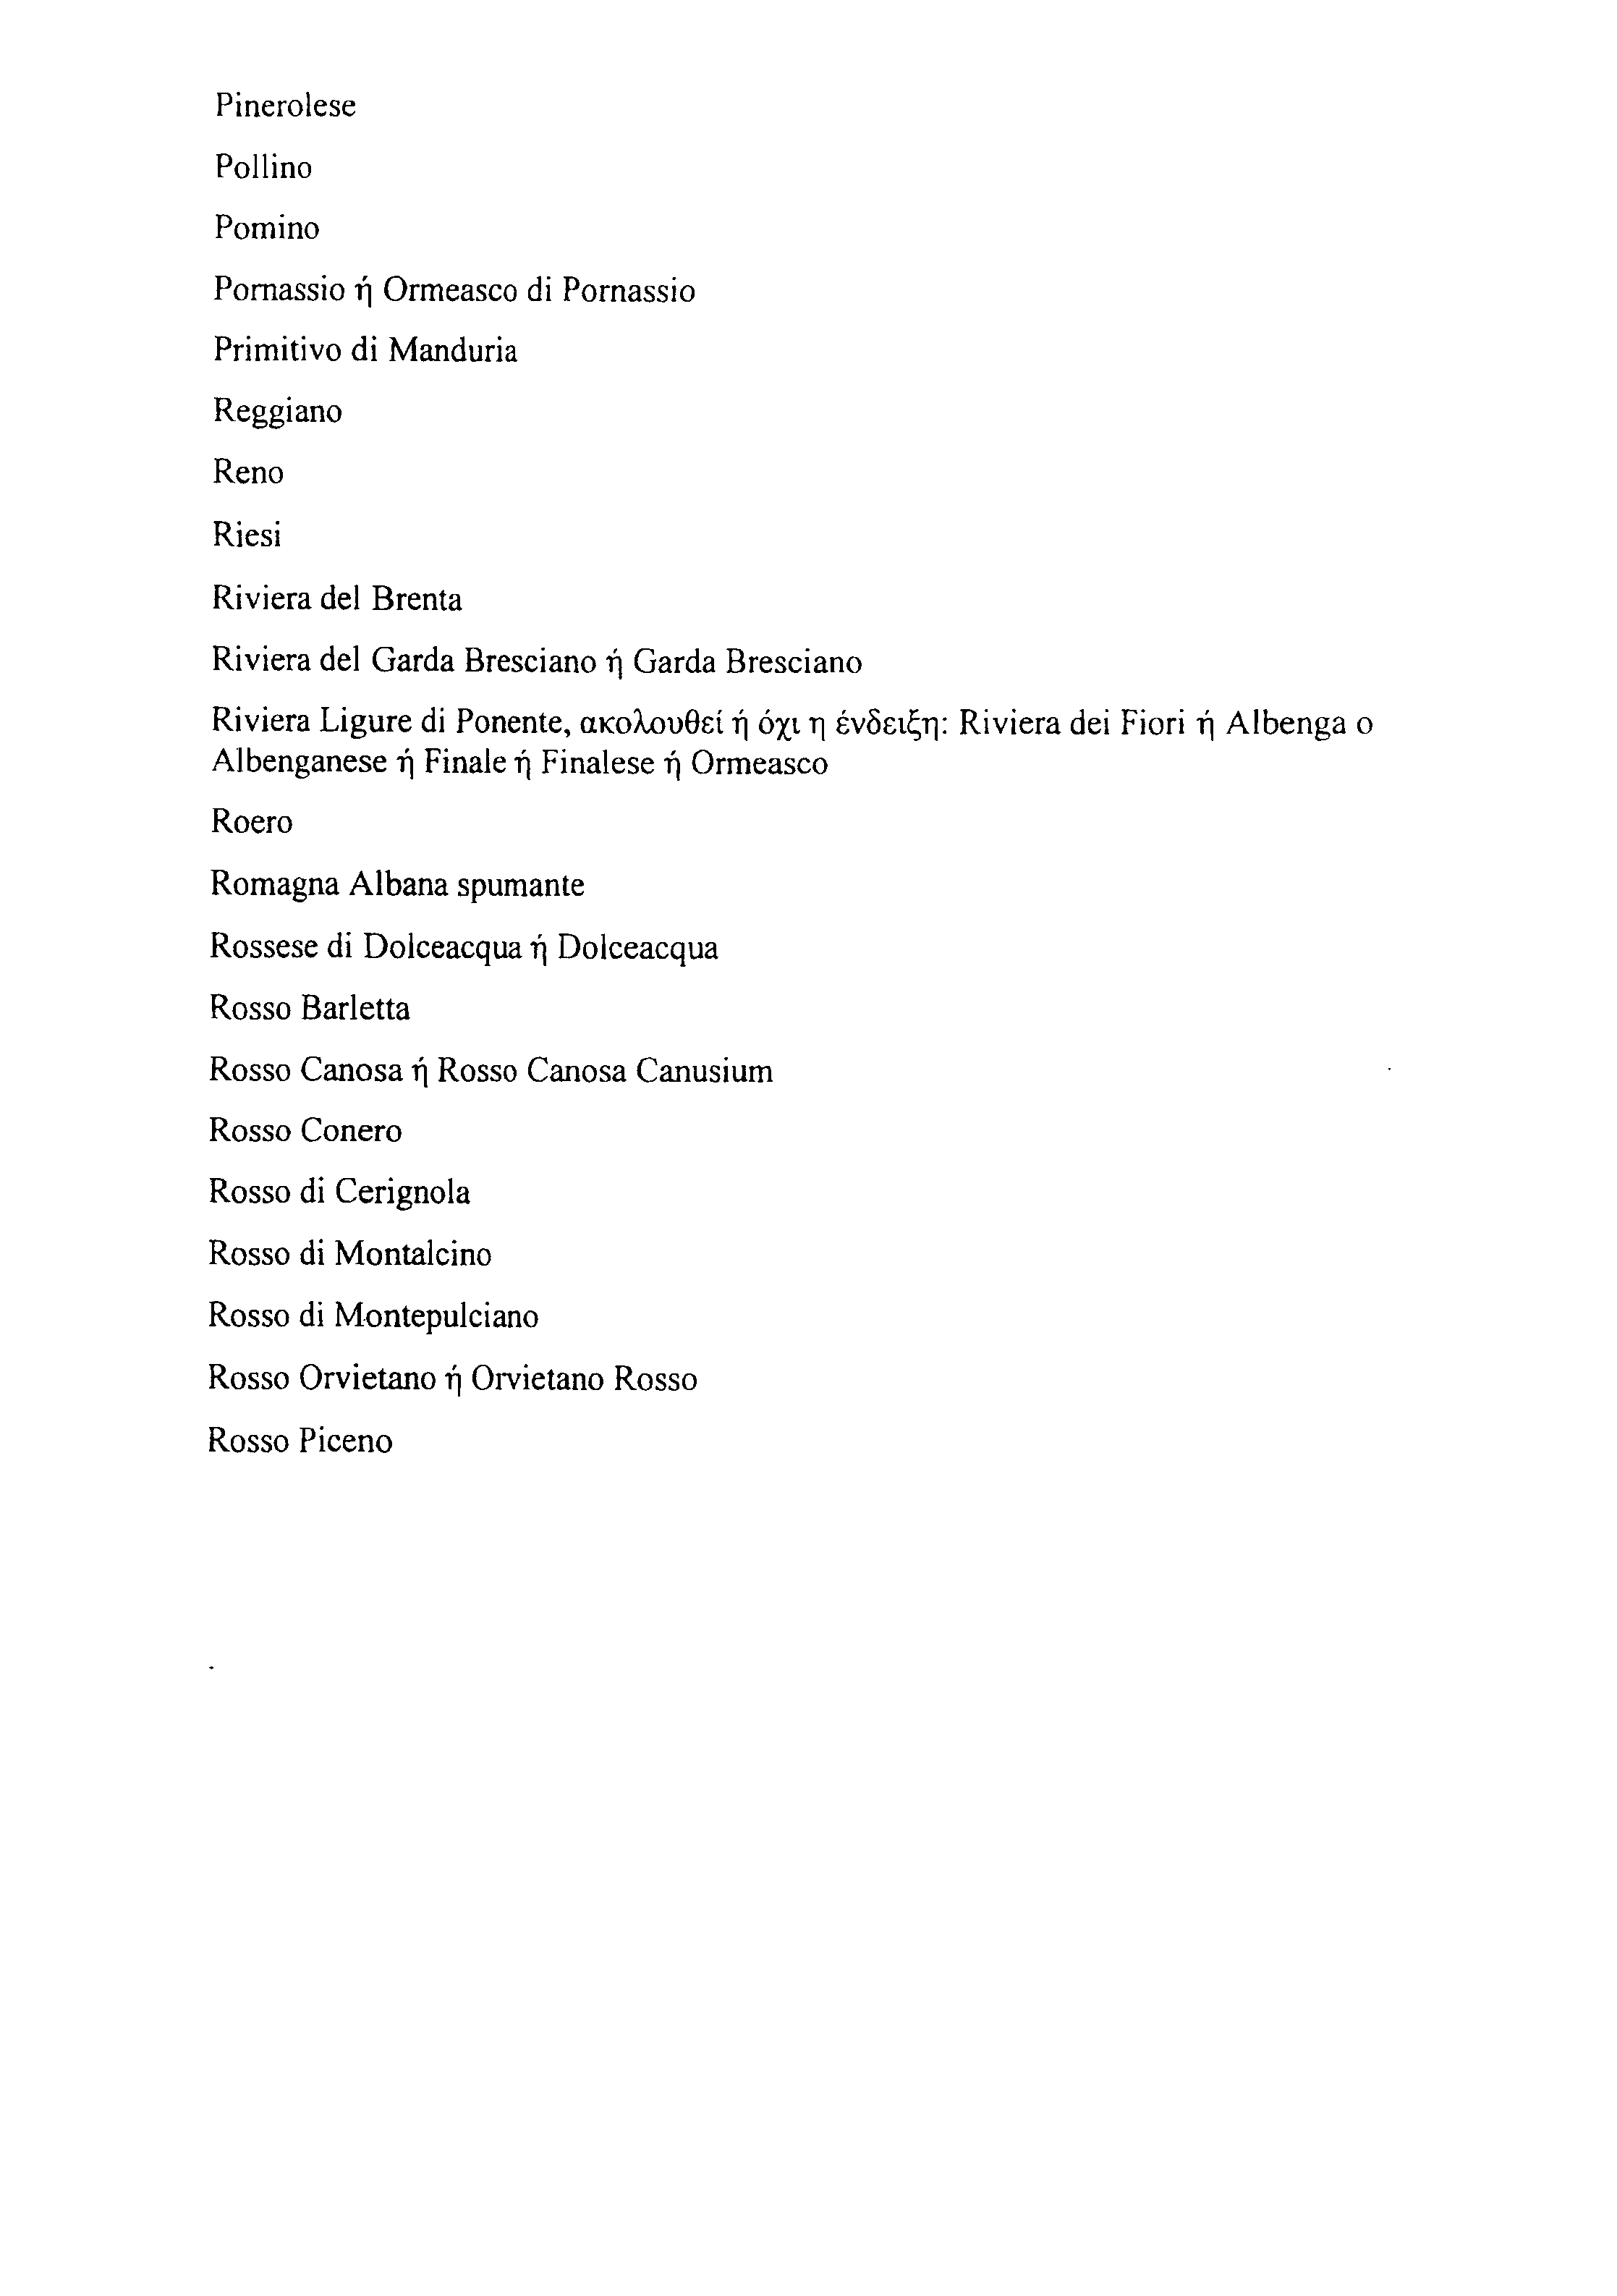 Pinerolese
Pollino
Pomino
Pornassio ή Ormeasco di Pornassio
Primitivo di Manduria
Reggiano
Reno
Riesi
Riviera del Brenta
Riviera del Garda Bresciano ή Garda Bresciano
Riviera Ligure di Ponente, ακολουθεί ή όχι η ένδειξη: Riviera dei Fiori ή Albenga o
Albenganese ή Finale ή Finalese ή Ormeasco
Roero
Romagna Albana spumante
Rossese di Dolceacqua ή Dolceacqua
Rosso Barletta
Rosso Canosa ή Rosso Canosa Canusium
Rosso Conero
Rosso di Cerignola
Rosso di Montalcino
Rosso di Montepulciano
Rosso Orvietano ή Orvietano Rosso
Rosso Piceno